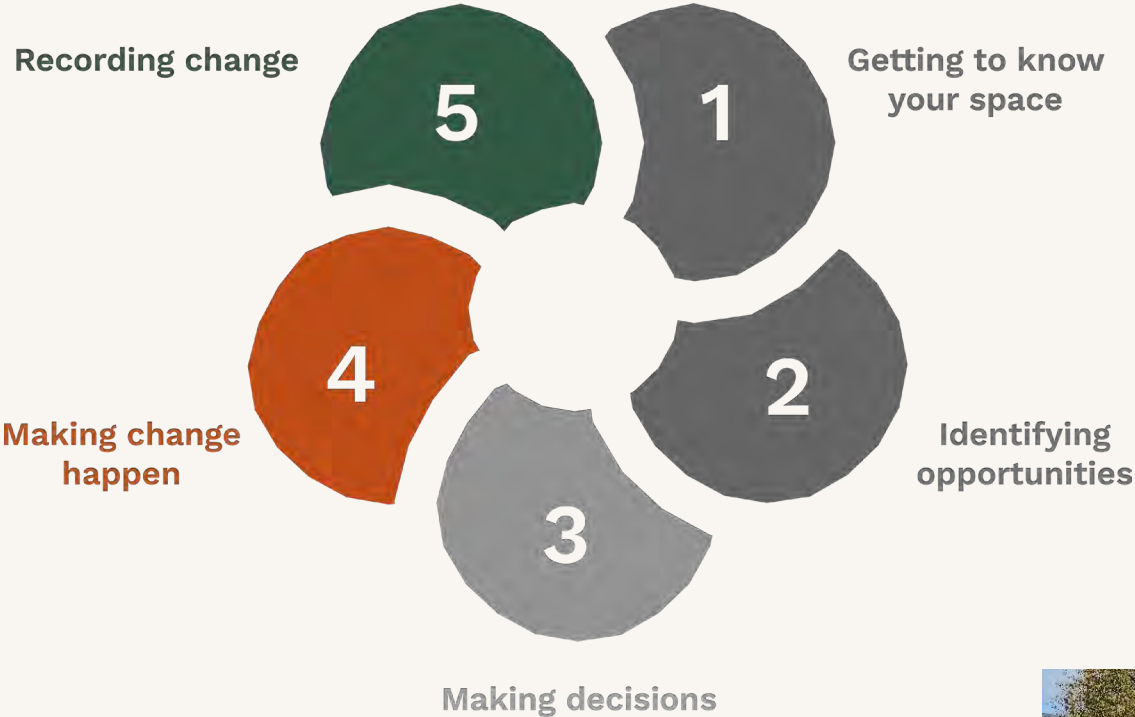 Recording change
5
1
Getting to know
your space
4
2
Making change
happen
Identifying
opportunities
3
Making decisions